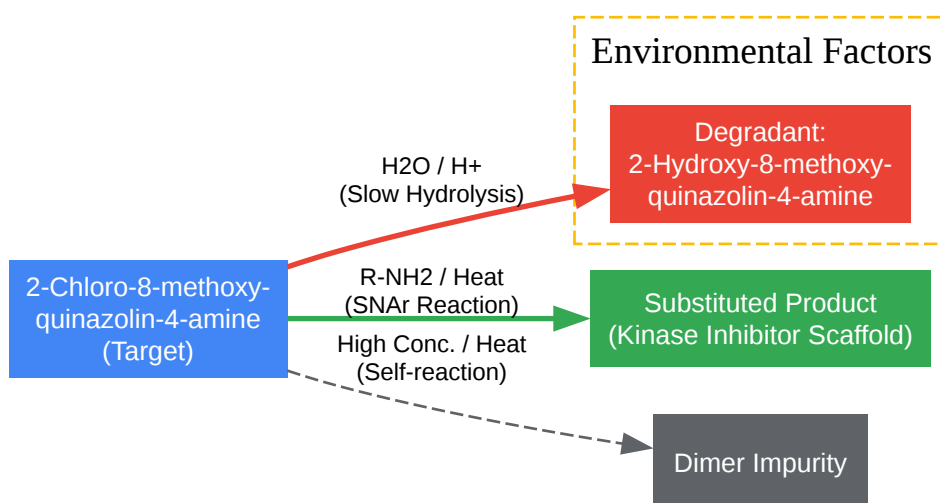 Environmental Factors
Degradant:
2-Hydroxy-8-methoxy-
quinazolin-4-amine
H2O / H+
(Slow Hydrolysis)
2-Chloro-8-methoxy-
quinazolin-4-amine
(Target)
R-NH2 / Heat
(SNAr Reaction)
Substituted Product
(Kinase Inhibitor Scaffold)
High Conc. / Heat
(Self-reaction)
Dimer Impurity